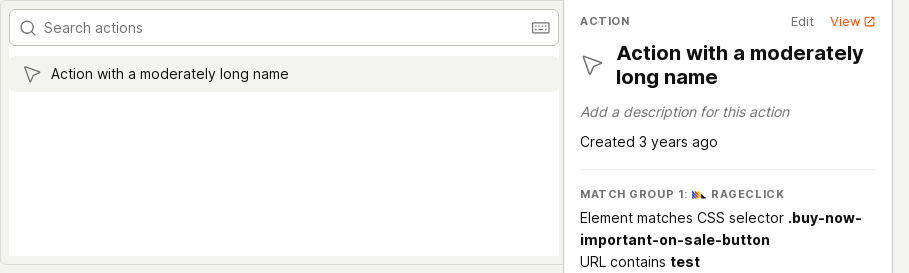 Search actions
Action with a moderately long name
ACTION Edit View
Action with a moderately
long name
Add a description for this action
Created 3 years ago
MATCH GROUP 1: RAGECLICK
Element matches CSS selector .buy-now-
important-on-sale-button
URL contains test